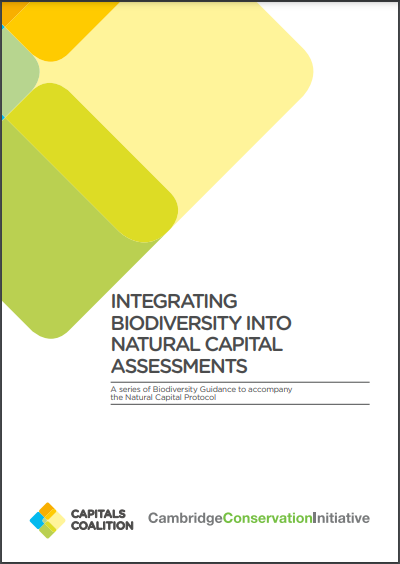 INTEGRATING
BIODIVERSITY INTO
NATURAL CAPITAL
ASSESSMENTS
A series of Biodiversity Guidance to accompany
the Natural Capital Protocol
CAPITALS
COALITION
CambridgeConservationInitiative